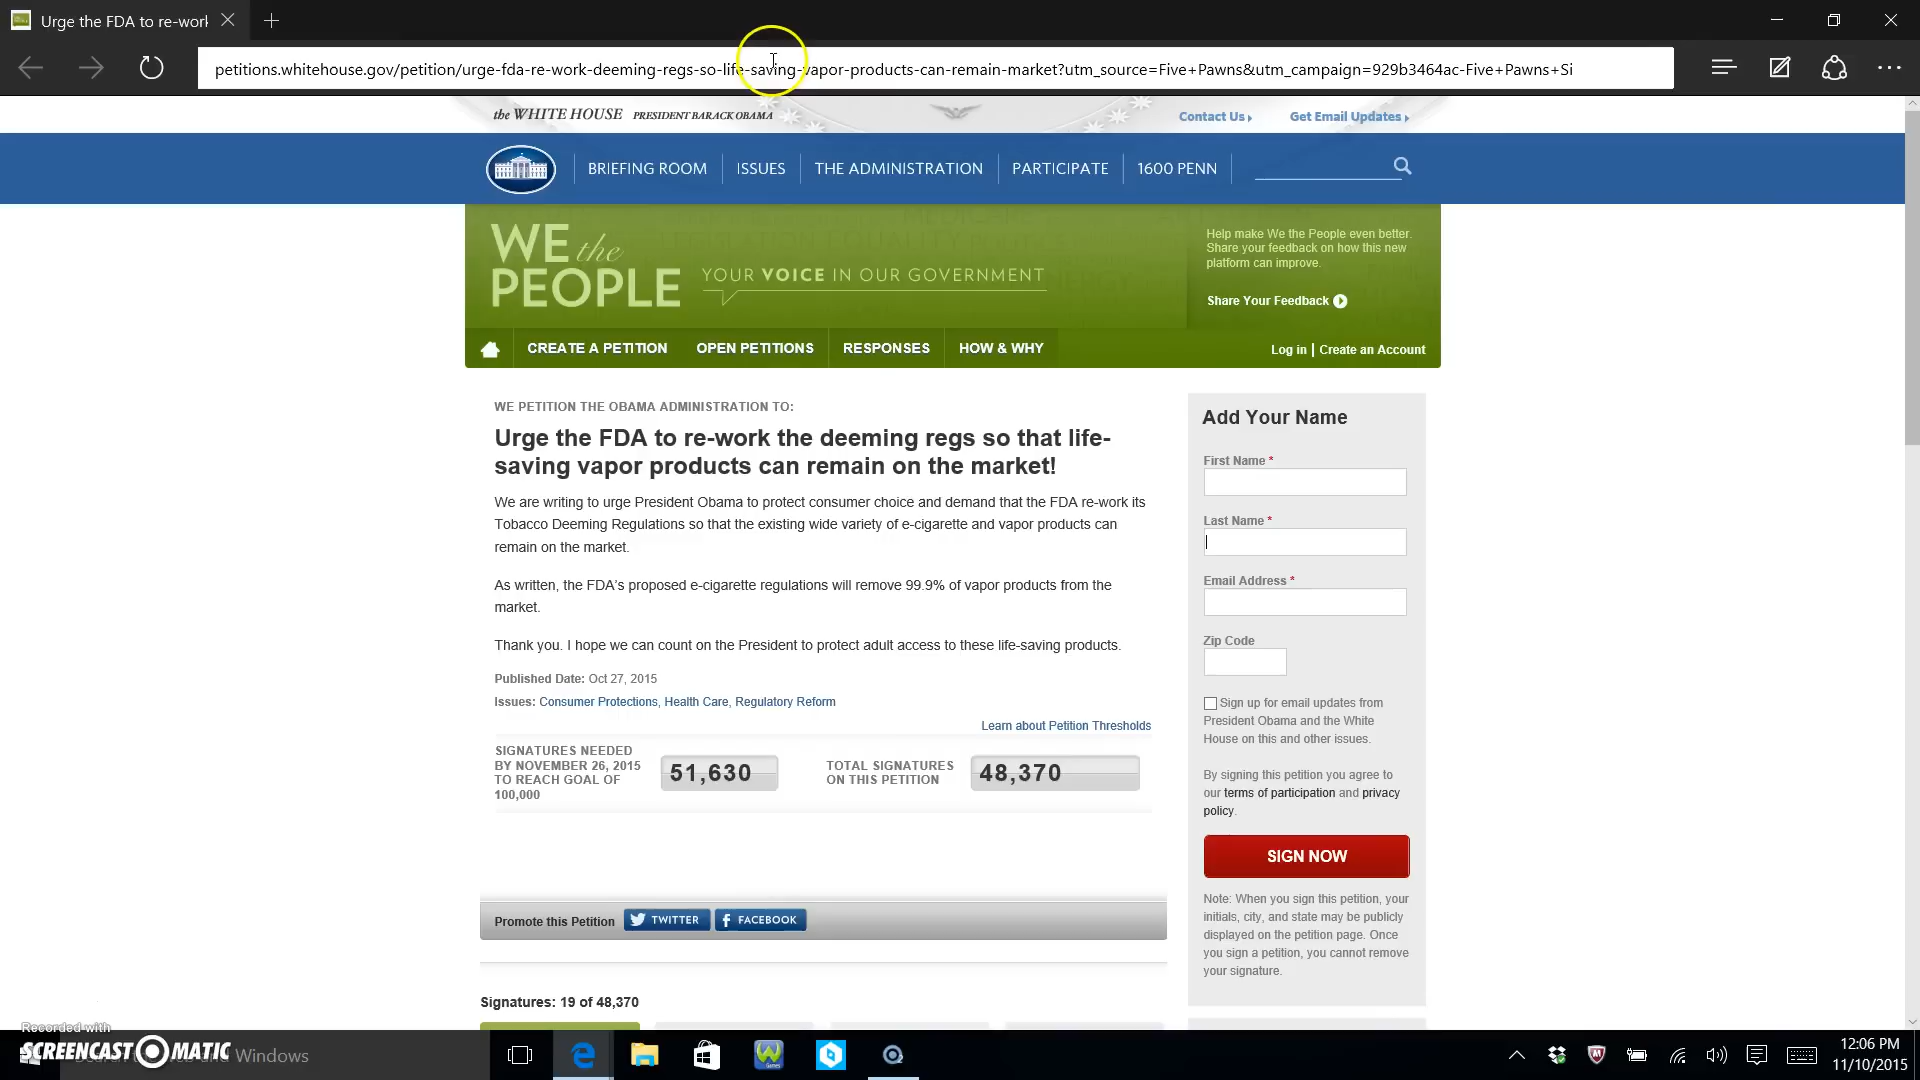 Urge the FDA to re-worl
petitions.whitehouse.gov/petition/urge-fda-re-work-deeming-regs-so-life-saving-vapor-products-can-remain-market?utm_source=Five+Pawns&utm_campaign=929b3464ac-Five+Pawns+Si
the WHITE HOUSE PRESIDENT BARACK OBAMA
Contact Us
Get Email Updates
BRIEFING ROOM
ISSUES
THE ADMINISTRATION
PARTICIPATE
1600 PENN
WE the
PEOPLE
YOUR VOICE IN OUR GOVERNMENT
Help make We the People even better.
Share your feedback on how this new
platform can improve.
Share Your Feedback
CREATE A PETITION
OPEN PETITIONS
RESPONSES
HOW & WHY
Log in | Create an Account
WE PETITION THE OBAMA ADMINISTRATION TO:
Urge the FDA to re-work the deeming regs so that life-
saving vapor products can remain on the market!
We are writing to urge President Obama to protect consumer choice and demand that the FDA re-work its
Tobacco Deeming Regulations so that the existing wide variety of e-cigarette and vapor products can
remain on the market.
As written, the FDA's proposed e-cigarette regulations will remove 99.9% of vapor products from the
market.
Thank you. I hope we can count on the President to protect adult access to these life-saving products.
Published Date: Oct 27, 2015
Issues: Consumer Protections, Health Care, Regulatory Reform
Learn about Petition Thresholds
SIGNATURES NEEDED
BY NOVEMBER 26, 2015
TO REACH GOAL OF
100,000
51,630
TOTAL SIGNATURES
ON THIS PETITION
48,370
Promote this Petition
TWITTER
FACEBOOK
Signatures: 19 of 48,370
Add Your Name
First Name *
Last Name *
Email Address *
Zip Code
Sign up for email updates from
President Obama and the White
House on this and other issues.
By signing this petition you agree to
our terms of participation and privacy
policy.
SIGN NOW
Note: When you sign this petition, your
initials, city, and state may be publicly
displayed on the petition page. Once
you sign a petition, you cannot remove
your signature.
Recorded with
SCREENCAST MATIC
and Windows
12:06 PM
11/10/2015